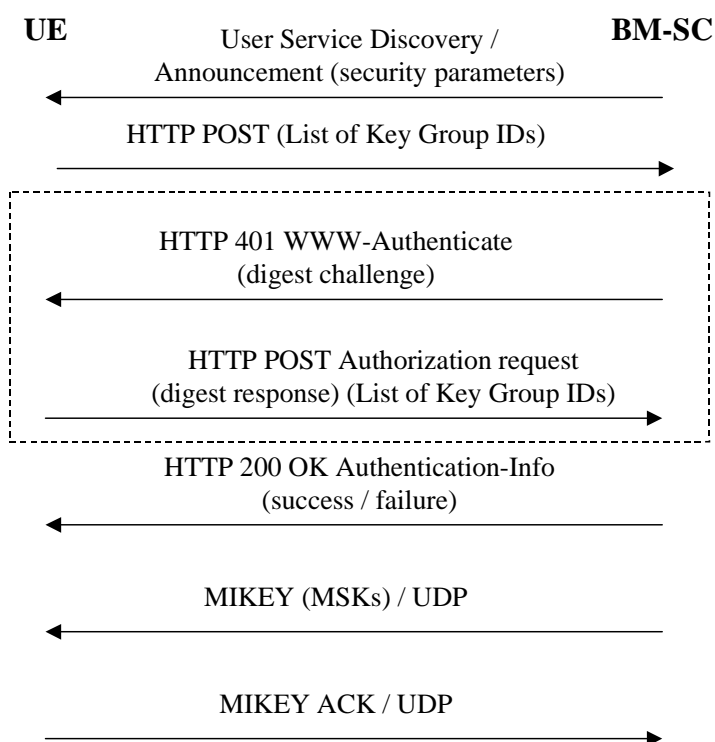 UE
BM-SC
User Service Discovery /
Announcement (security parameters)
HTTP POST (List of Key Group IDs)
HTTP 401 WWW-Authenticate
(digest challenge)
HTTP POST Authorization request
(digest response) (List of Key Group IDs)
HTTP 200 OK Authentication-Info
(success / failure)
MIKEY (MSKs) / UDP
MIKEY ACK / UDP